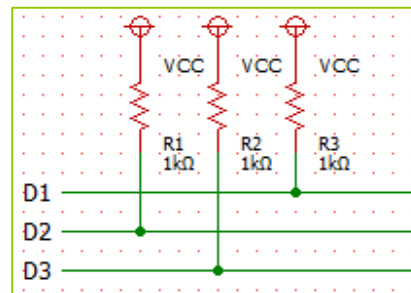 VCC VCC VCC
R1 R2 R3
1kΩ 1kΩ 1kΩ
D1
D2
D3